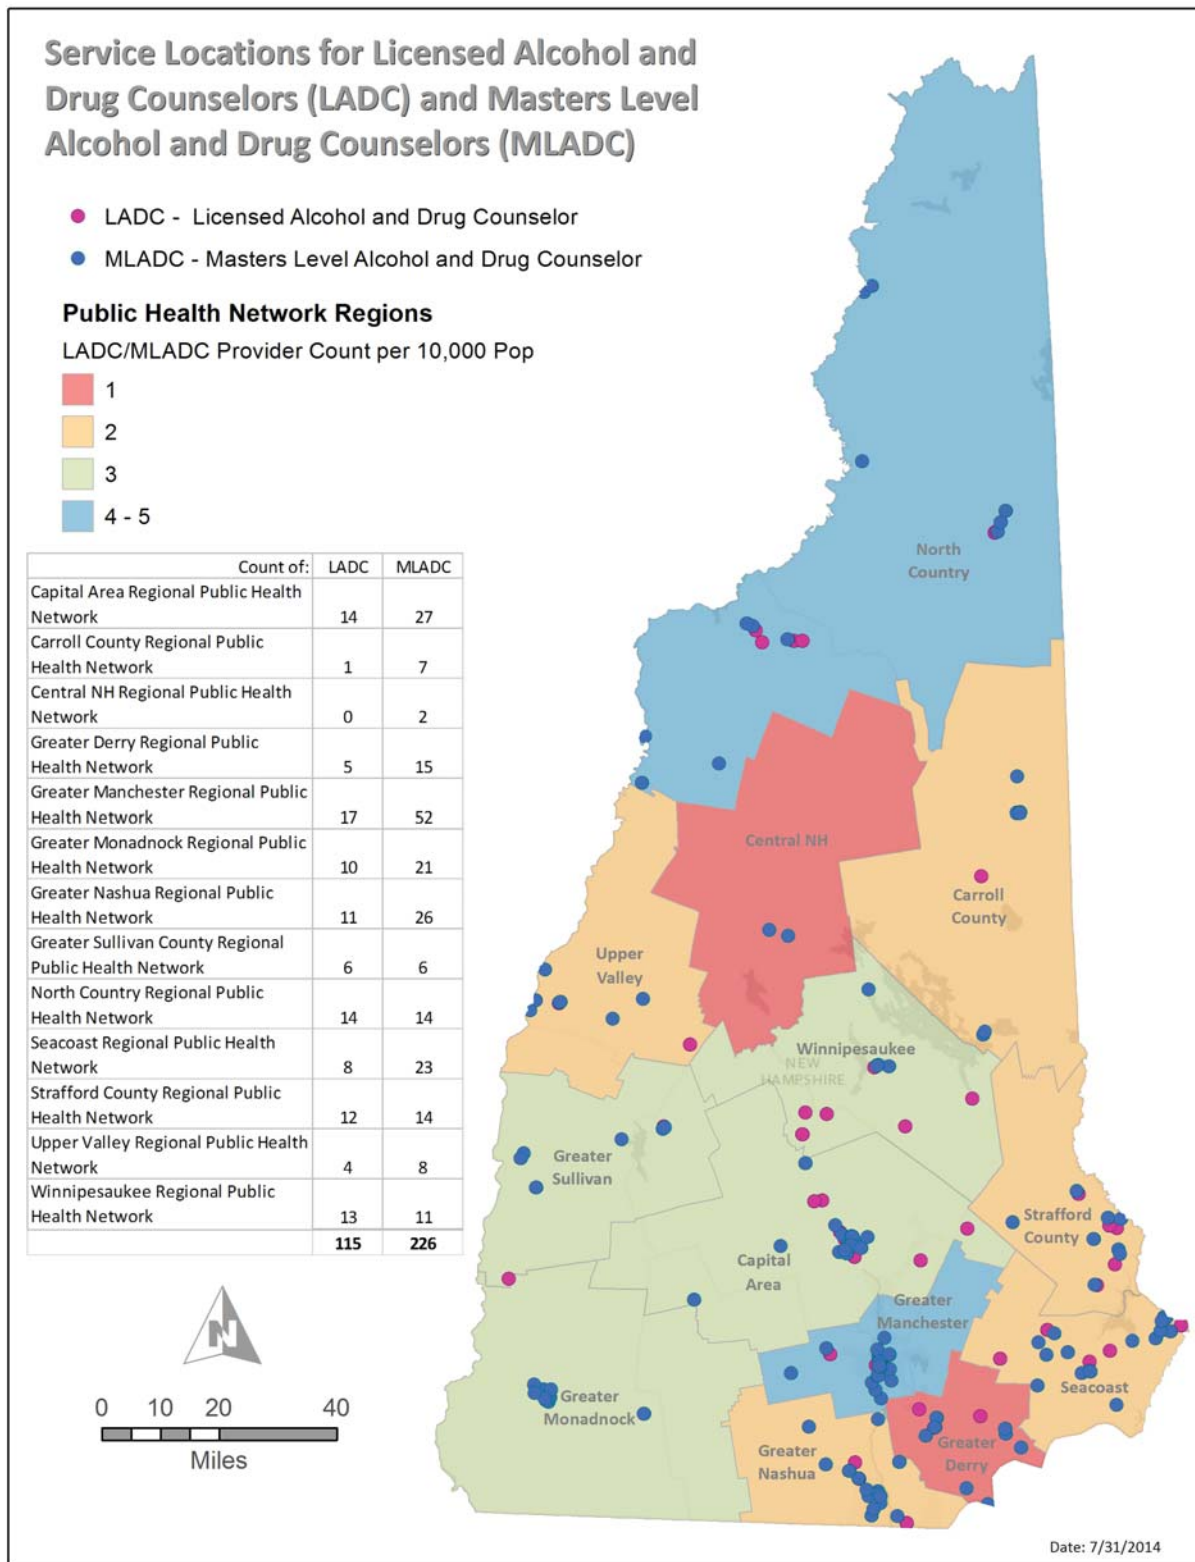 Service Locations for Licensed Alcohol and
Drug Counselors (LADC) and Masters Level
Alcohol and Drug Counselors (MLADC)
LADC - Licensed Alcohol and Drug Counselor
MLADC - Masters Level Alcohol and Drug Counselor
Public Health Network Regions
LADC/MLADC Provider Count per 10,000 Pop
1
2
3
4 - 5
Count of: LADC MLADC
Capital Area Regional Public Health
Network 14 27
Carroll County Regional Public
Health Network 1 7
Central NH Regional Public Health
Network 0 2
Greater Derry Regional Public
Health Network 5 15
Greater Manchester Regional Public
Health Network 17 52
Greater Monadnock Regional Public
Health Network 10 21
Greater Nashua Regional Public
Health Network 11 26
Greater Sullivan County Regional
Public Health Network 6 6
North Country Regional Public
Health Network 14 14
Seacoast Regional Public Health
Network 8 23
Strafford County Regional Public
Health Network 12 14
Upper Valley Regional Public Health
Network 4 8
Winnipesaukee Regional Public
Health Network 13 11
115 226
N
0 10 20 40
Miles
North
Country
Central NH
Carroll
County
Upper
Valley
Winnipesaukee
NEW
HAMPSHIRE
Greater
Sullivan
Strafford
County
Capital
Area
Greater
Manchester
Seacoast
Greater
Monadnock
Greater
Nashua
Greater
Derry
Date: 7/31/2014